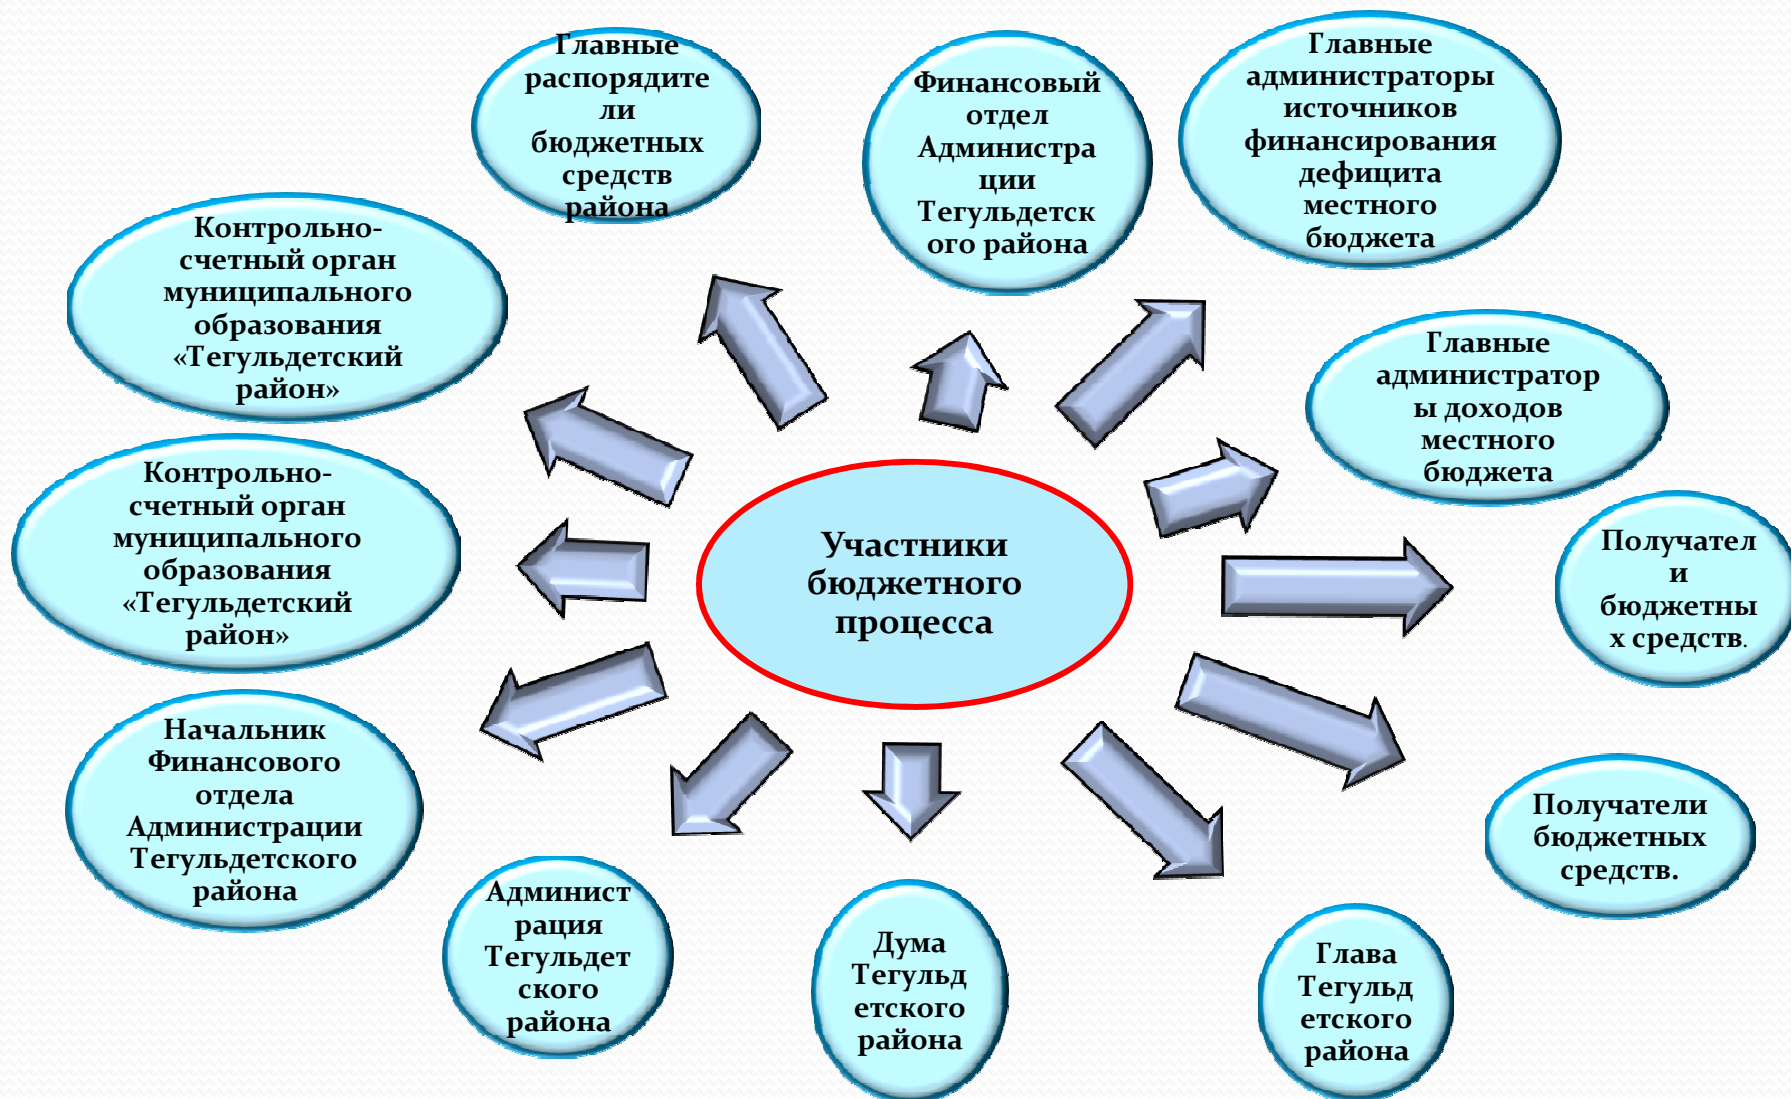 Главные
распорядите
ли
бюджетных
средств
района
Финансовый
отдел
Администра
ции
Тегульдетск
ого района
Главные
администраторы
источников
финансирования
дефицита
местного
бюджета
Контрольно-
счетный орган
муниципального
образования
«Тегульдетский
район»
Главные
администратор
ы доходов
местного
бюджета
Контрольно-
счетный орган
муниципального
образования
«Тегульдетский
район»
Участники
бюджетного
процесса
Получател
и
бюджетны
х средств.
Начальник
Финансового
отдела
Администрации
Тегульдетского
района
Получатели
бюджетных
средств.
Админист
рация
Тегульдет
ского
района
Дума
Тегульд
етского
района
Глава
Тегульд
етского
района